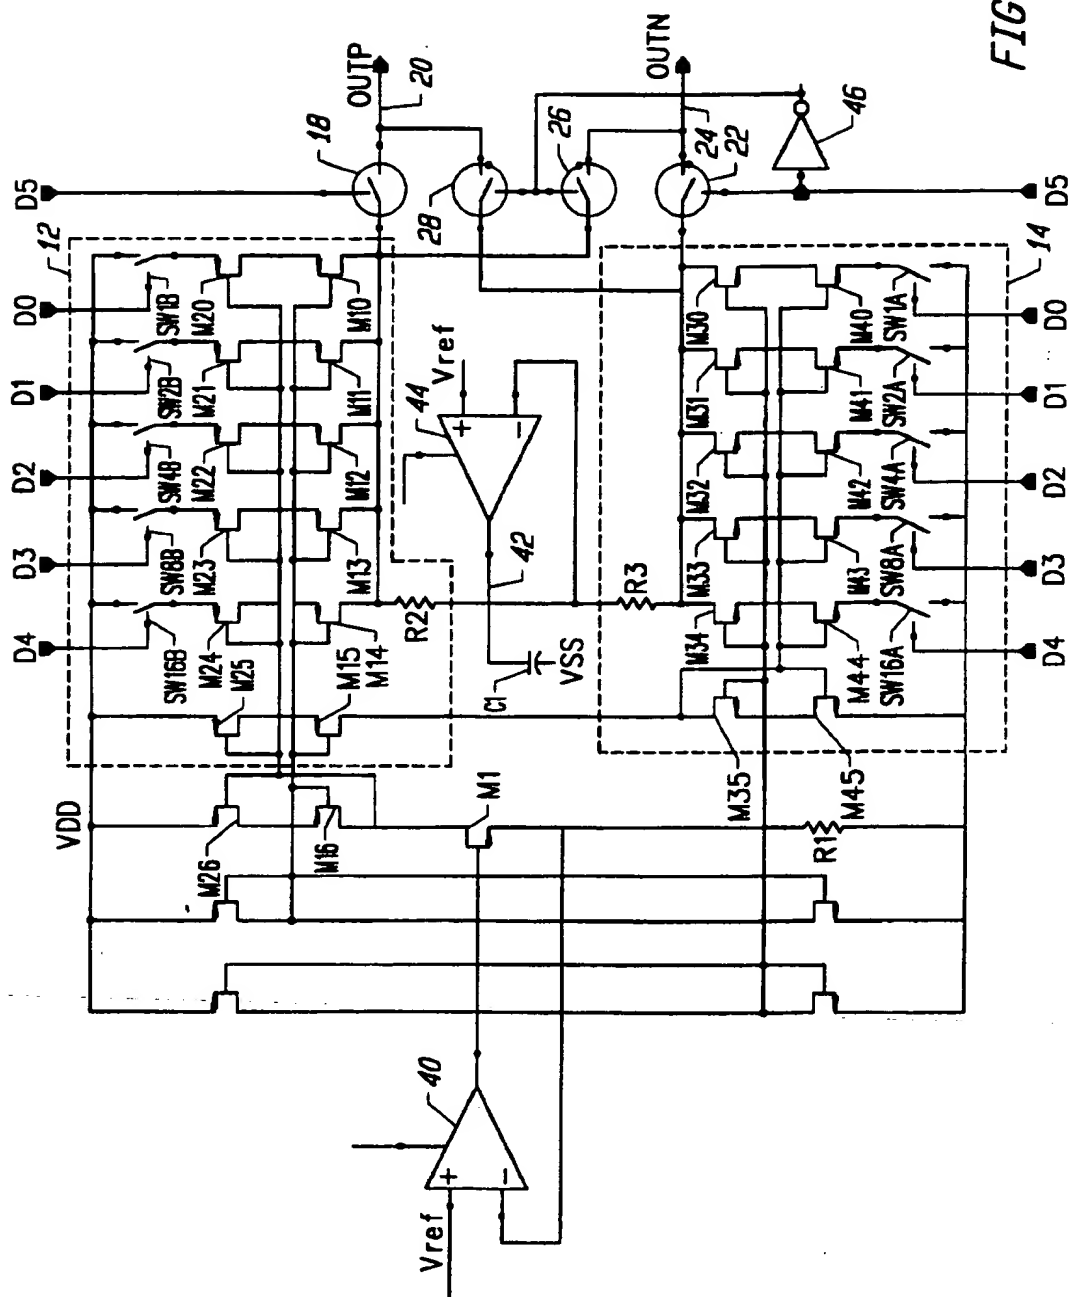 FIG
D5
12
D0
D1
D2
D3
D4
SW1B
SW2B
SW4B
SW8B
SW16B
M20
M21
M22
M23
M24
M25
M10
M11
M12
M13
M14
M15
VDD
M26
M16
M1
18
OUTP
20
28
26
OUTN
24
22
46
D5
44
Vref
+
-
42
R2
R3
C1
VSS
14
M30
M31
M32
M33
M34
M35
M40
M41
M42
M43
M44
M45
SW1A
SW2A
SW4A
SW8A
SW16A
D0
D1
D2
D3
D4
R1
40
+
-
Vref